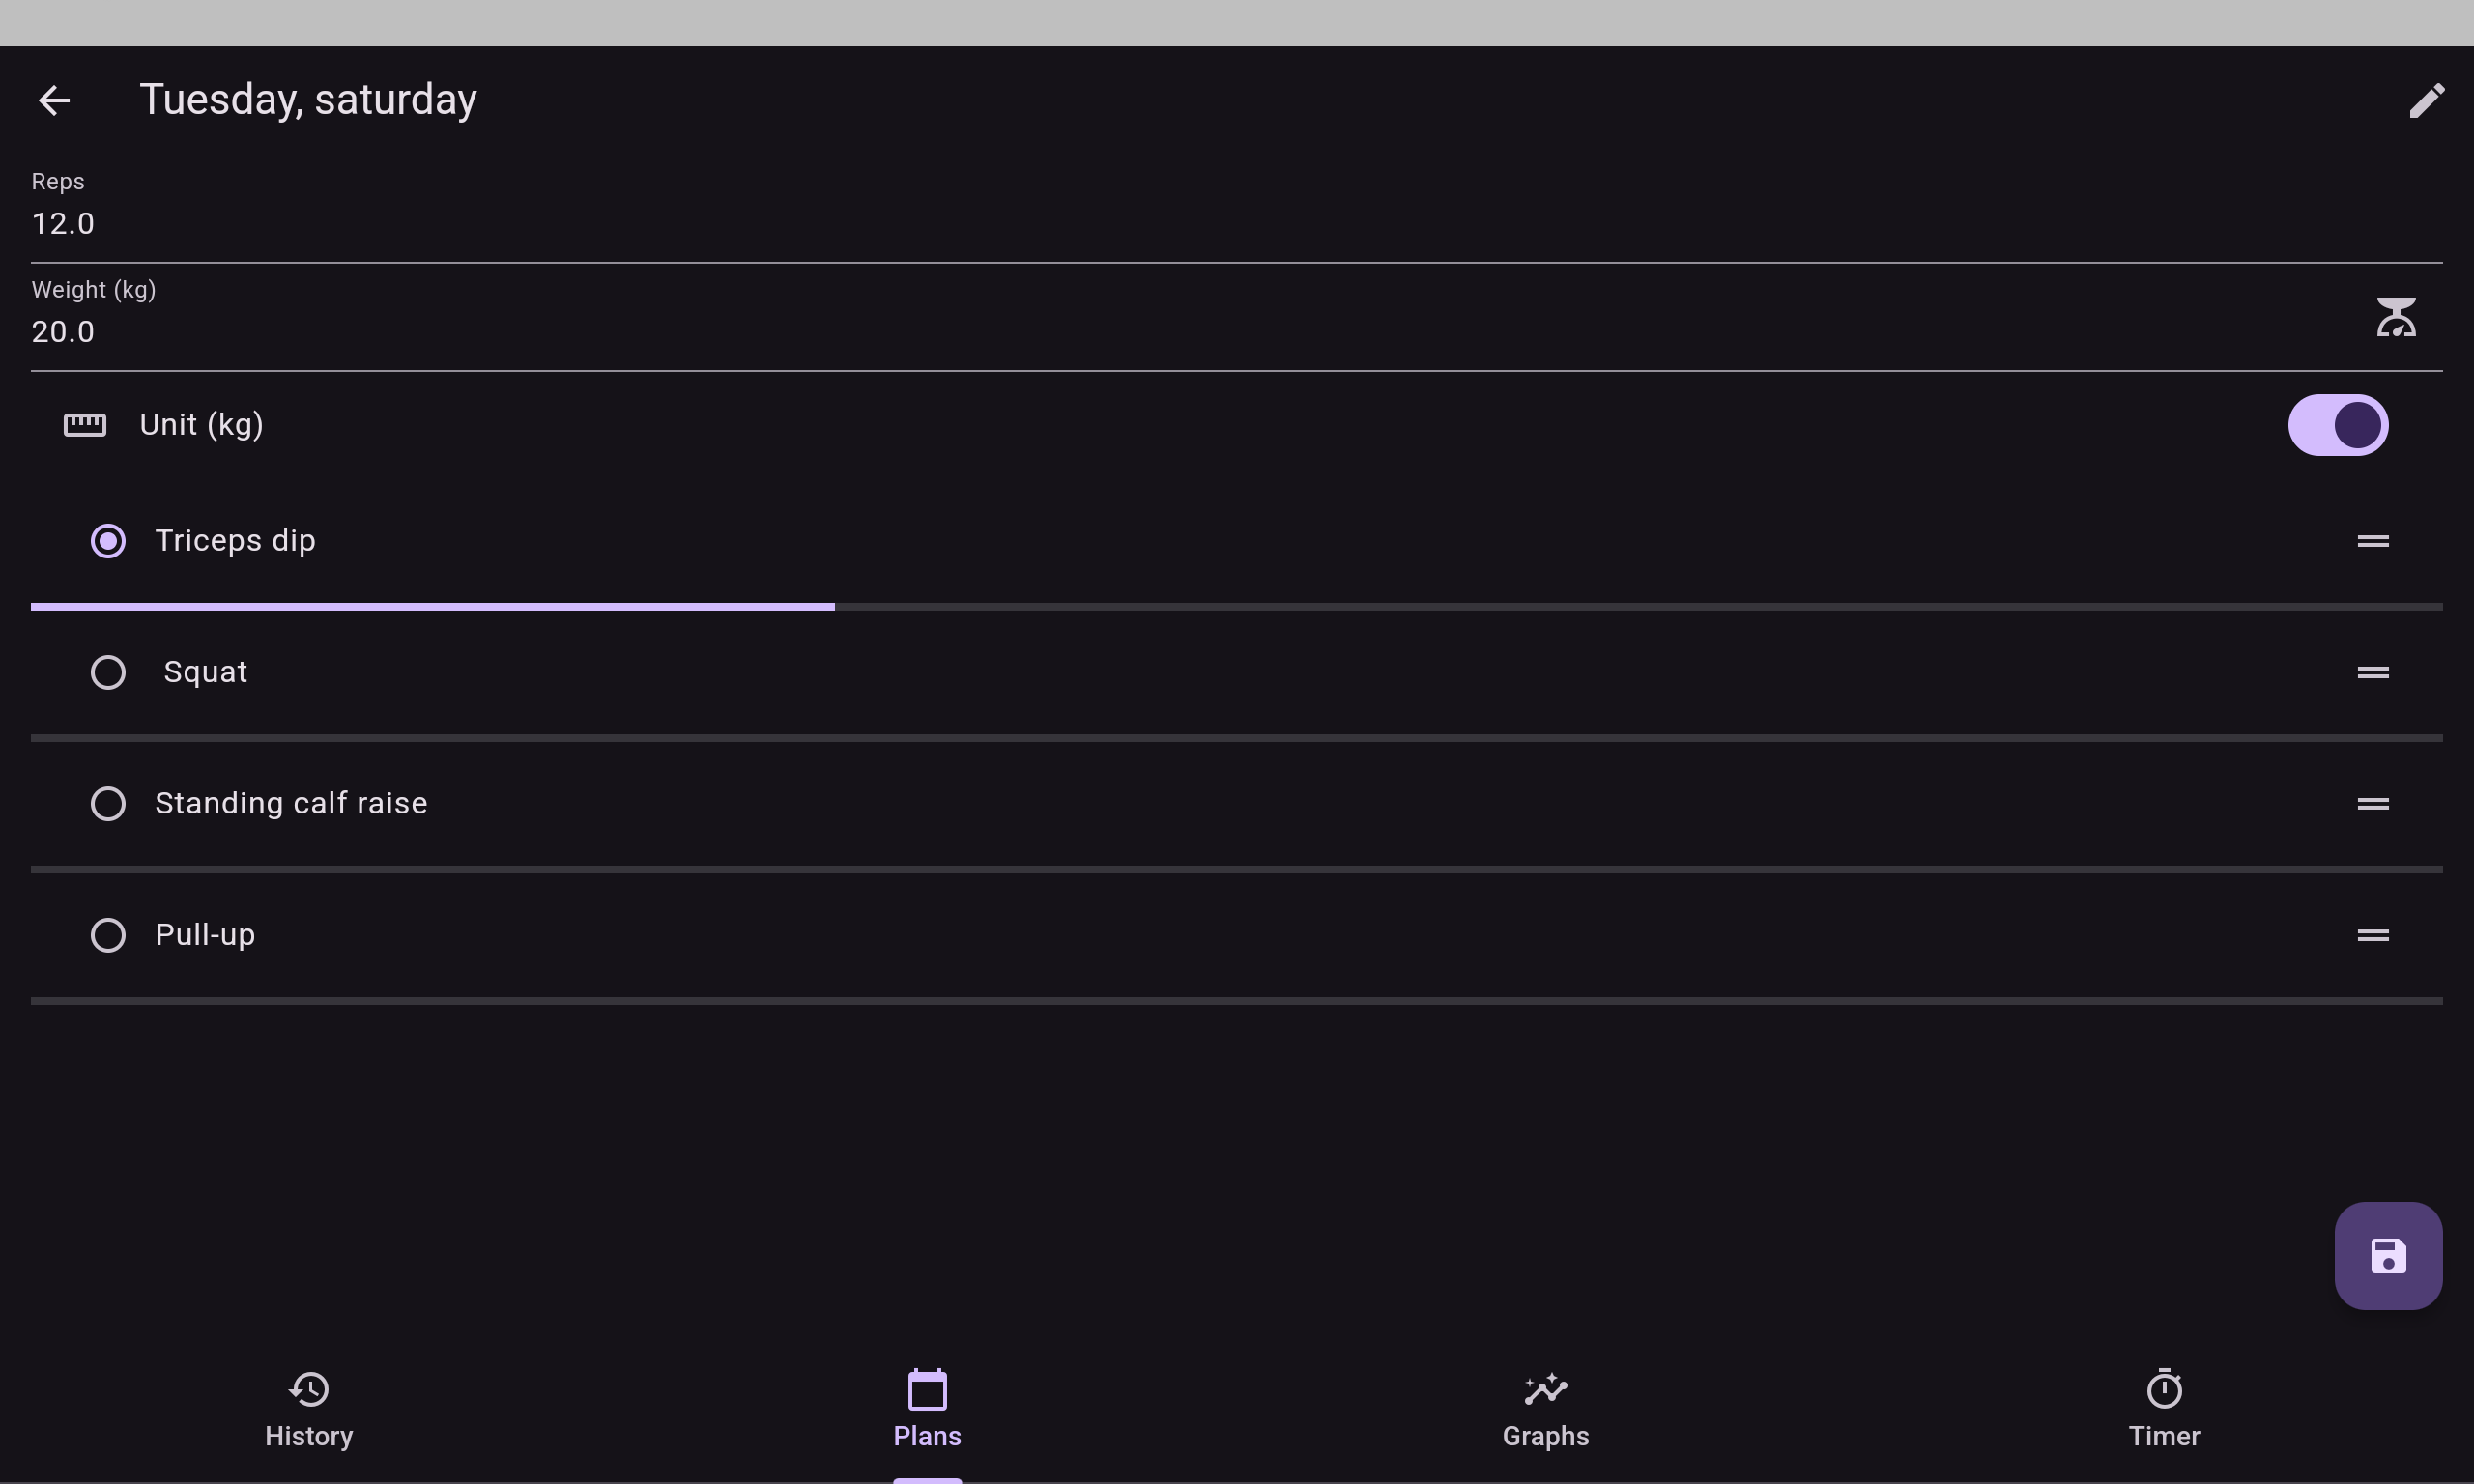 Tuesday, saturday
Reps
12.0
Weight (kg)
20.0
Unit (kg)
Triceps dip
Squat
Standing calf raise
Pull-up
History
Plans
Graphs
Timer